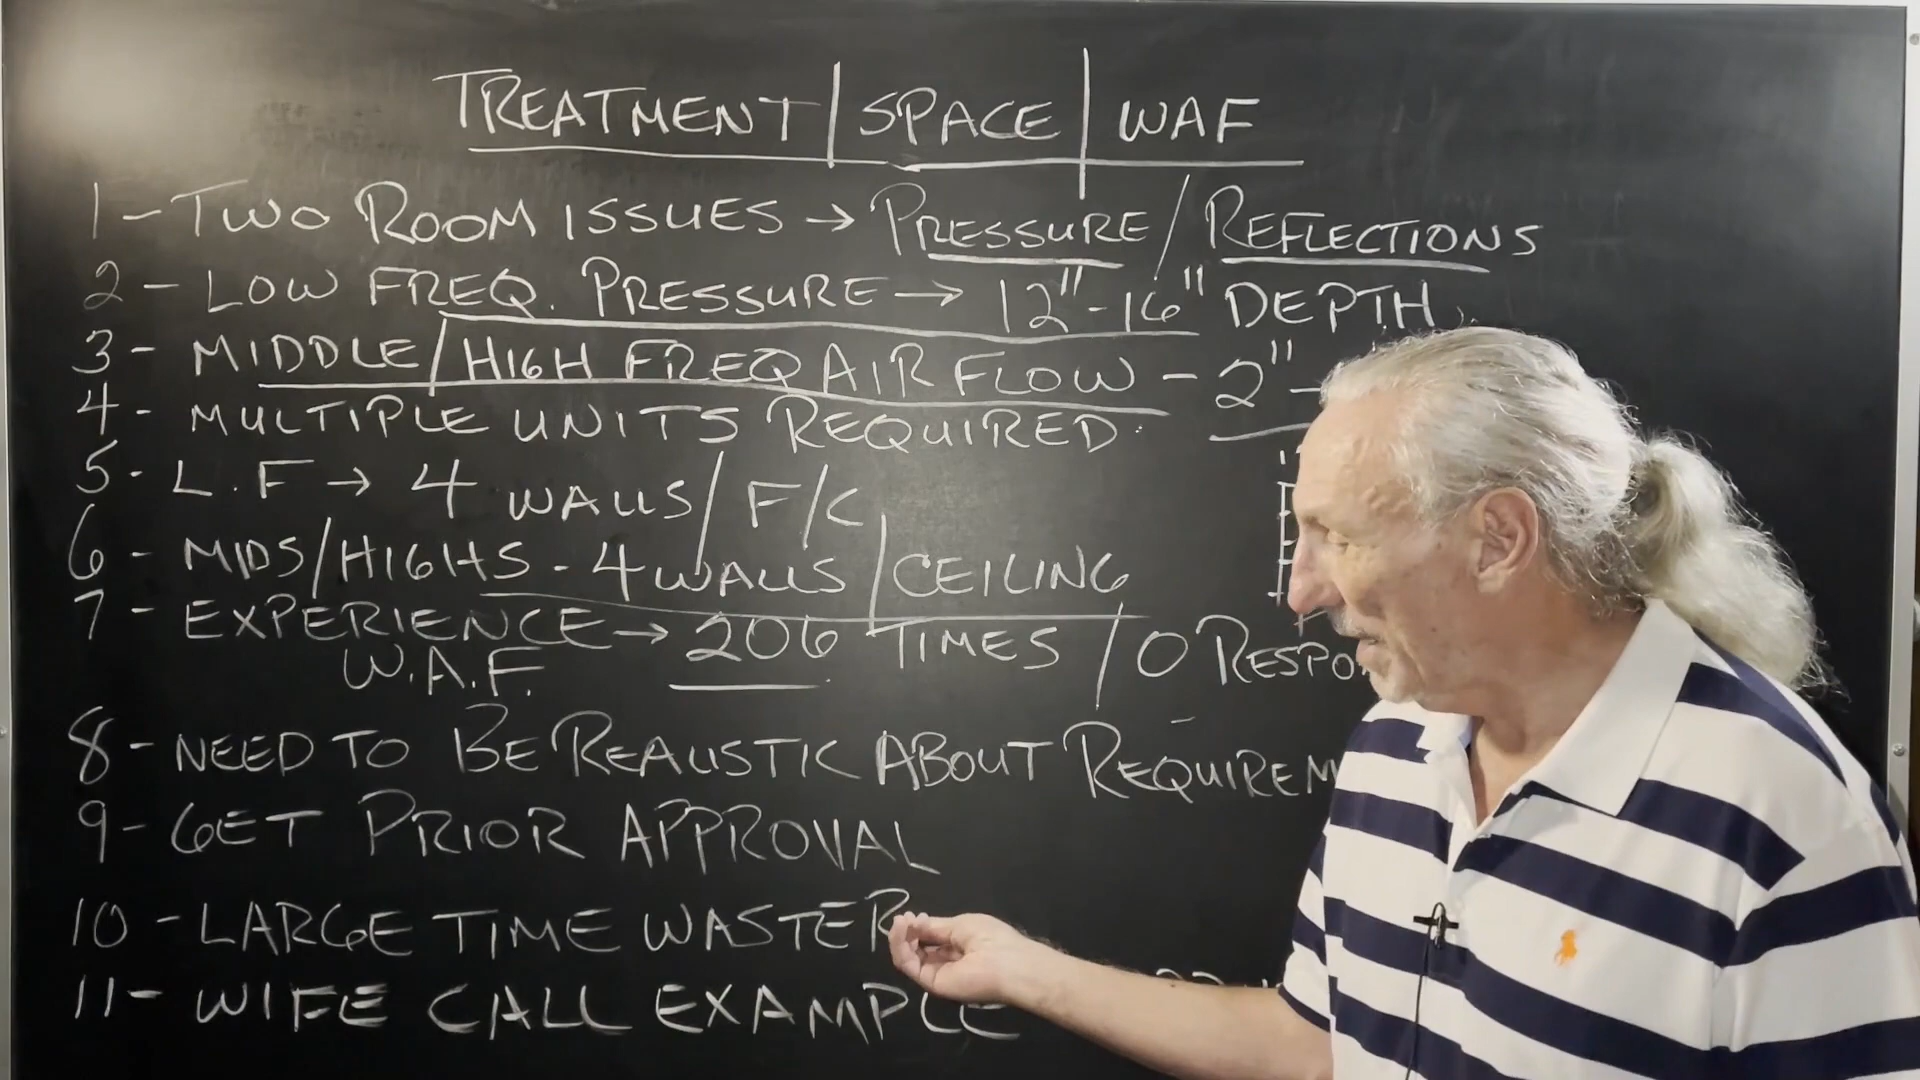 TREATMENT | SPACE | WAF
1 - TWO ROOM ISSUES → PRESSURE / REFLECTIONS
2 - LOW FREQ. PRESSURE → 12" - 16" DEPTH
3 - MIDDLE / HIGH FREQ AIR FLOW - 2" -
4 - MULTIPLE UNITS REQUIRED
5 - L.F → 4 WALLS / F/C
6 - MIDS/HIGHS - 4 WALLS / CEILING
7 - EXPERIENCE → 206 TIMES / 0 RESPO
W.A.F.
8 - NEED TO BE REALISTIC ABOUT REQUIREM
9 - GET PRIOR APPROVAL
10 - LARGE TIME WASTER
11 - WIFE CALL EXAMPLE